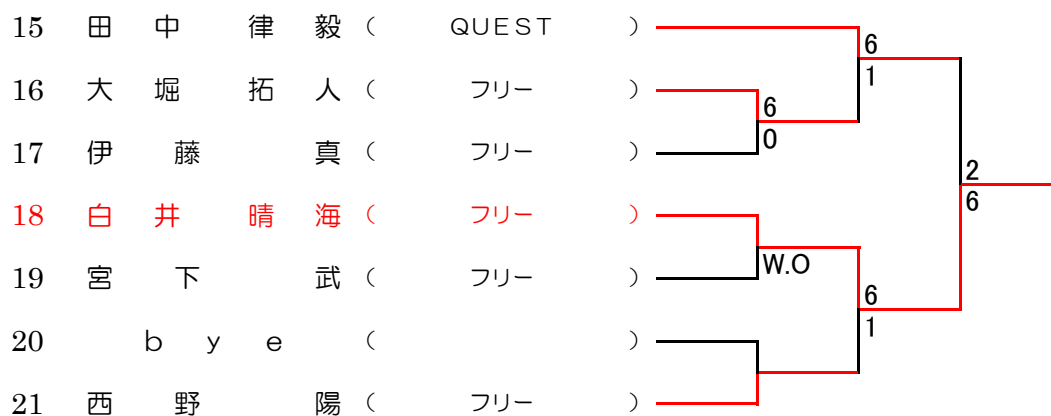 15 田中 律毅 ( QUEST )
6
1
16 大堀 拓人 ( フリー )
6
0
17 伊藤 真 ( フリー )
2
6
18 白井 晴海 ( フリー )
W.O
19 宮下 武 ( フリー )
6
1
20 bye ( )
21 西野 陽 ( フリー )